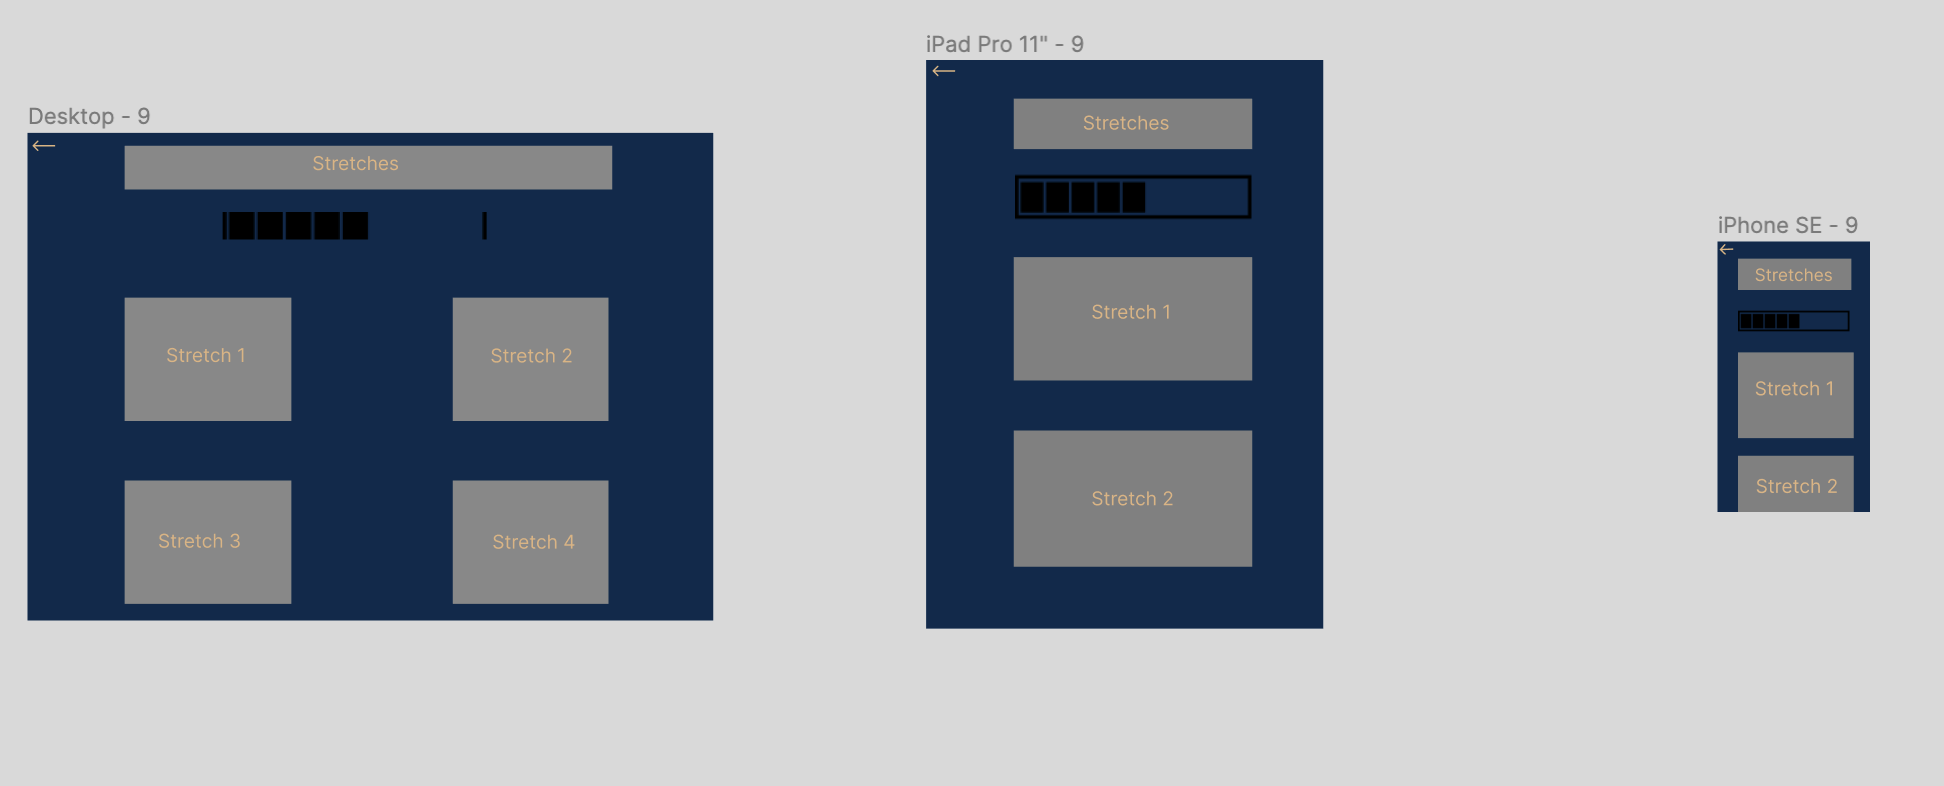 Desktop - 9
Stretches
Stretch 1
Stretch 2
Stretch 3
Stretch 4
iPad Pro 11" - 9
Stretches
Stretch 1
Stretch 2
iPhone SE - 9
Stretches
Stretch 1
Stretch 2